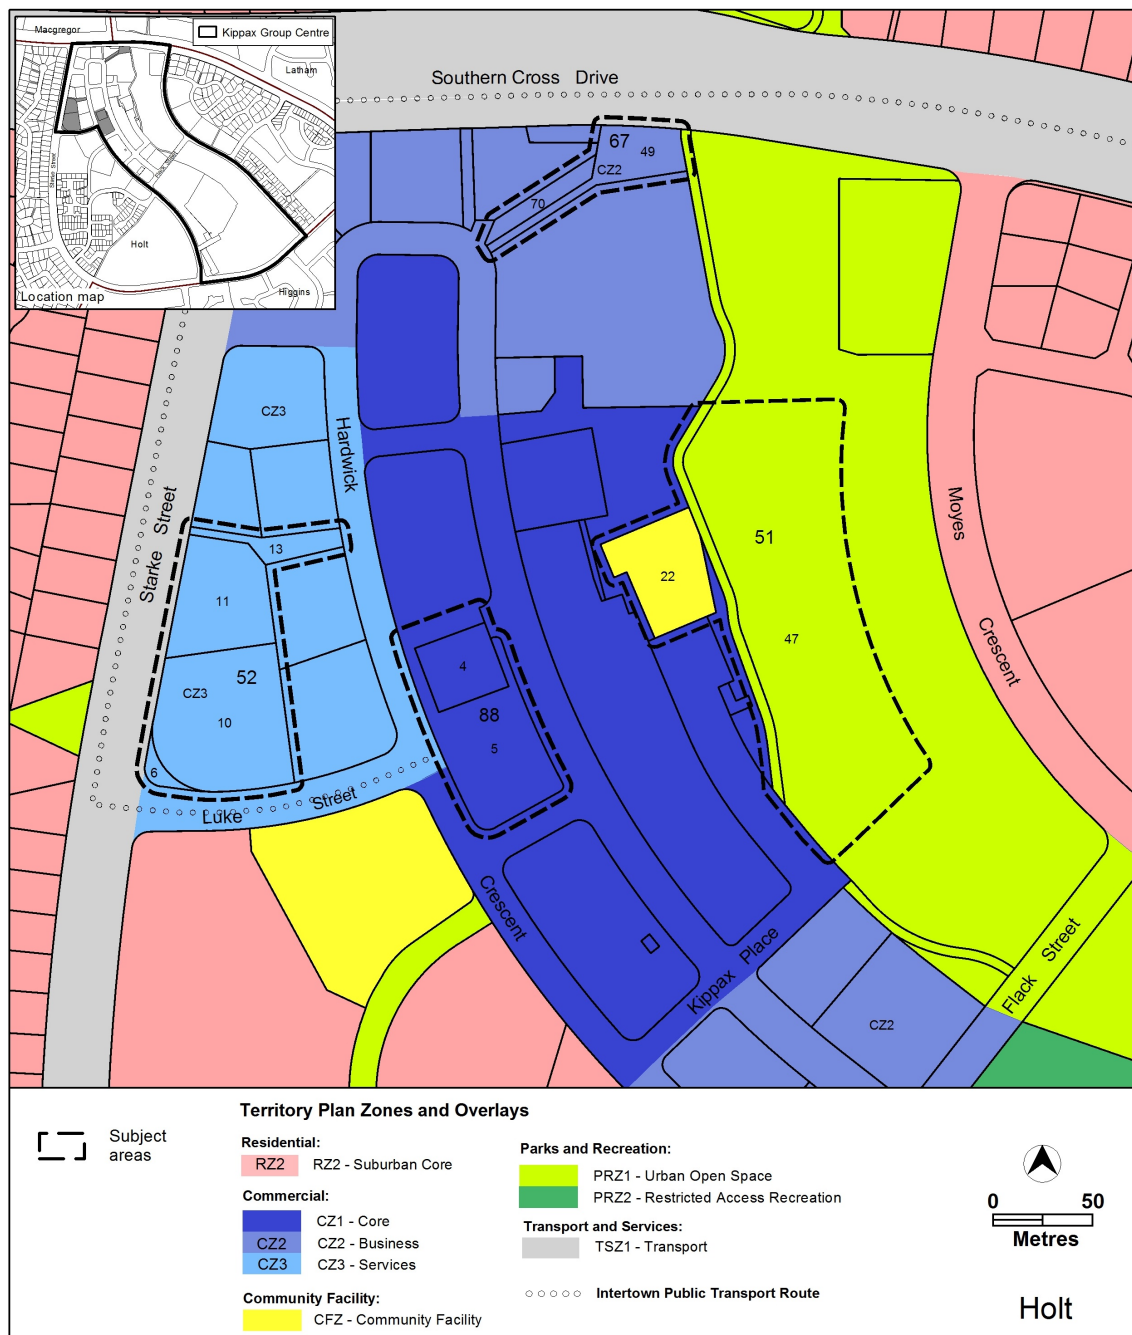 Macgregor
Kippax Group Centre
Latham
Starke Street
Flack Street
Holt
Higgins
Location map
Southern Cross Drive
67
49
CZ2
70
CZ3
Hardwick
Starke Street
13
11
52
CZ3
10
6
Luke Street
4
88
5
22
51
47
Moyes
Crescent
Crescent
Kippax Place
CZ2
Flack Street
Subject
areas
Territory Plan Zones and Overlays
Residential:
RZ2 RZ2 - Suburban Core
Commercial:
CZ1 - Core
CZ2 CZ2 - Business
CZ3 CZ3 - Services
Community Facility:
CFZ - Community Facility
Parks and Recreation:
PRZ1 - Urban Open Space
PRZ2 - Restricted Access Recreation
Transport and Services:
TSZ1 - Transport
Intertown Public Transport Route
0 50
Metres
Holt